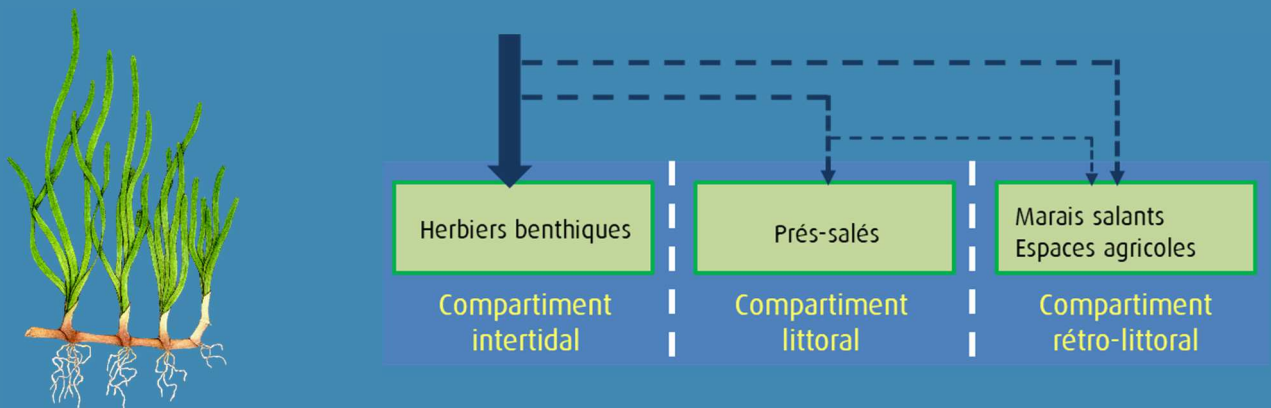 Herbiers benthiques
Prés-salés
Marais salants
Espaces agricoles
Compartiment
intertidal
Compartiment
littoral
Compartiment
rétro-littoral